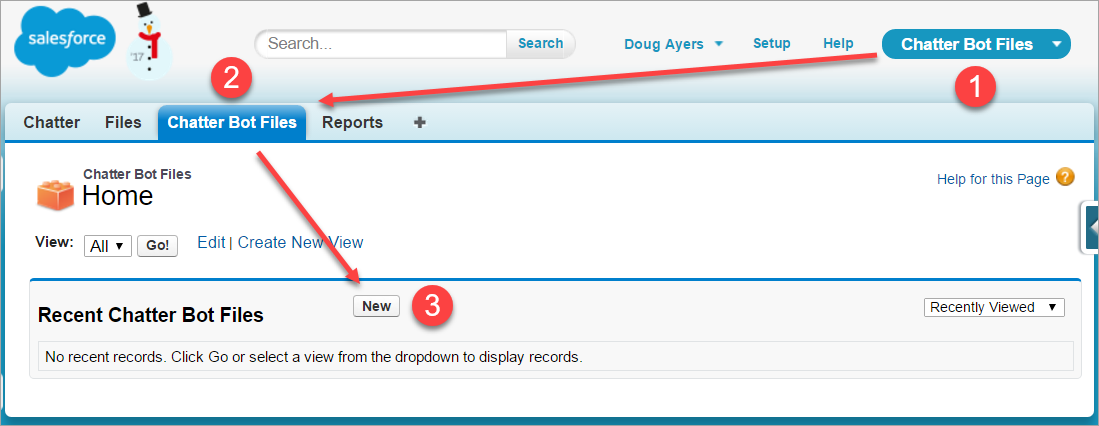 salesforce
'17
Search... Search Doug Ayers Setup Help Chatter Bot Files
2 1
Chatter Files Chatter Bot Files Reports
Chatter Bot Files
Home
Help for this Page ?
View: All Go! Edit | Create New View
Recent Chatter Bot Files New 3 Recently Viewed
No recent records. Click Go or select a view from the dropdown to display records.